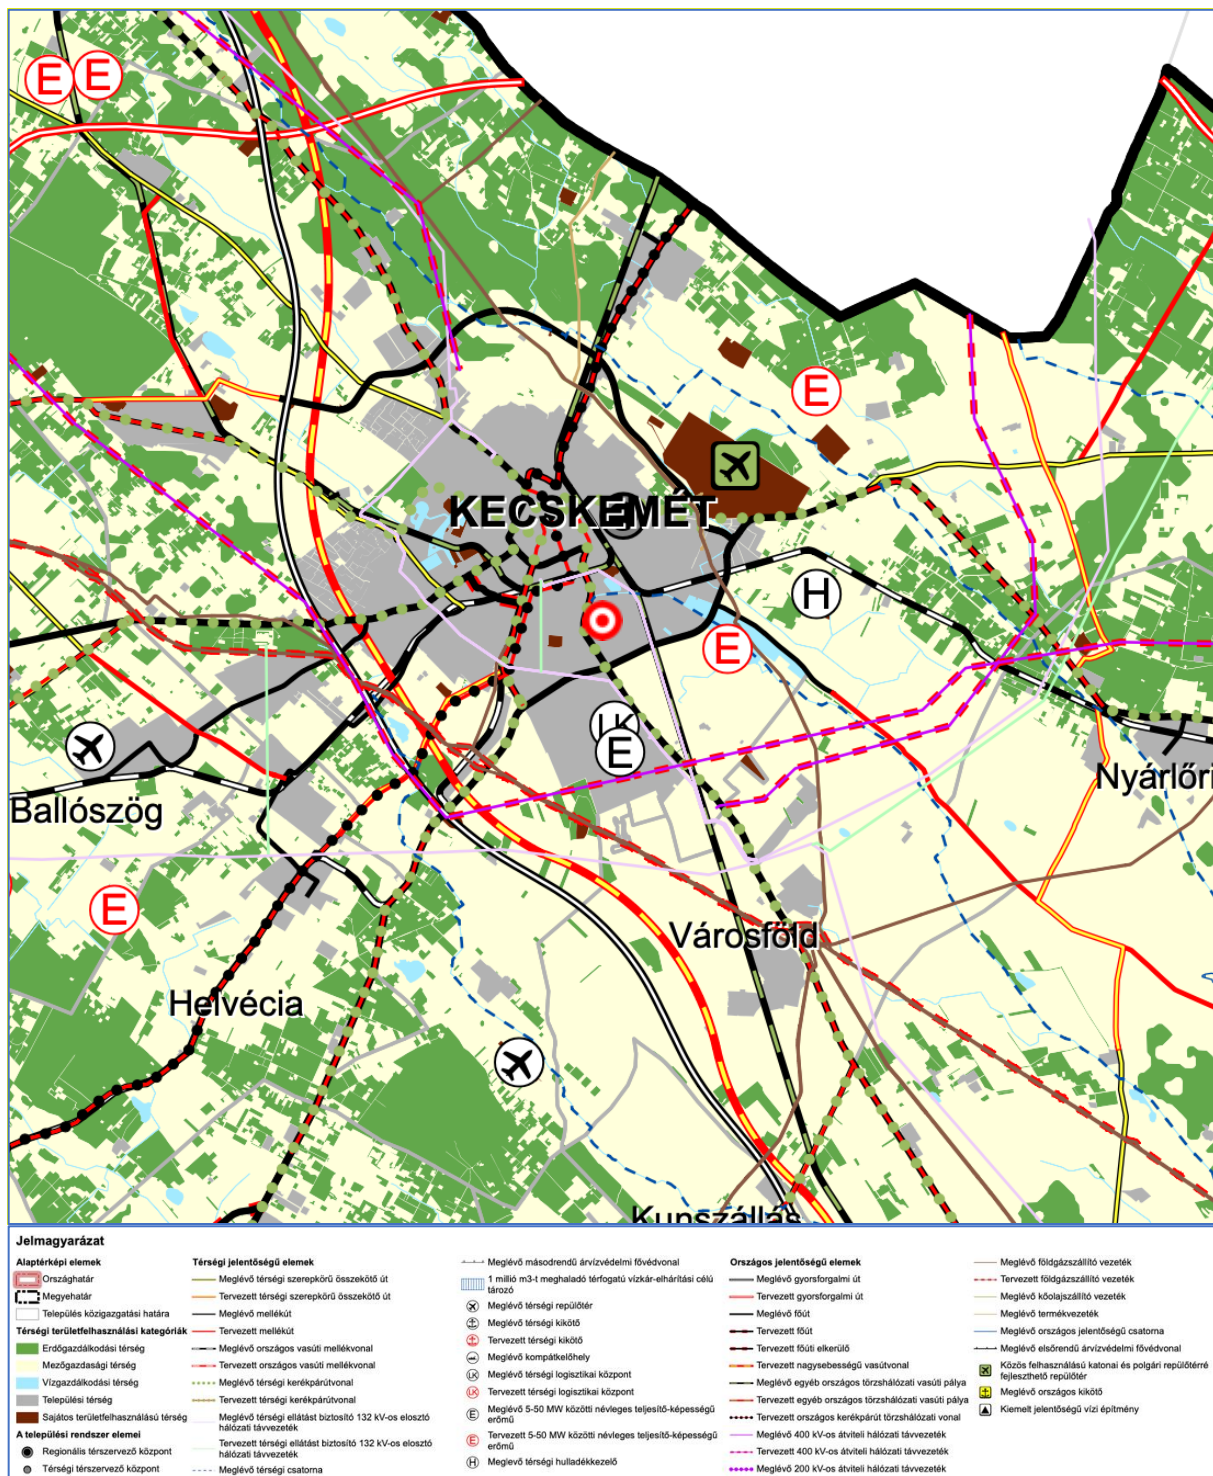 E
E
E
KECSKEMÉT
H
E
LK
E
Ballószög
Nyárlőri
E
Városföld
Helvécia
Kunszállás
Jelmagyarázat
Alaptérképi elemek
Országhatár
Megyehatár
Település közigazgatási határa
Térségi területfelhasználási kategóriák
Erdőgazdálkodási térség
Mezőgazdasági térség
Vízgazdálkodási térség
Települési térség
Sajátos területfelhasználású térség
A települési rendszer elemei
Regionális térszervező központ
Térségi térszervező központ
Térségi jelentőségű elemek
Meglévő térségi szerepkörű összekötő út
Tervezett térségi szerepkörű összekötő út
Meglévő mellékút
Tervezett mellékút
Meglévő országos vasúti mellékvonal
Tervezett országos vasúti mellékvonal
Meglévő térségi kerékpárútvonal
Tervezett térségi kerékpárútvonal
Meglévő térségi ellátást biztosító 132 kV-os elosztó
hálózati távvezeték
Tervezett térségi ellátást biztosító 132 kV-os elosztó
hálózati távvezeték
Meglévő térségi csatorna
Meglévő másodrendű árvízvédelmi fővédvonal
1 millió m3-t meghaladó térfogatú vízkár-elhárítási célú
tározó
Meglévő térségi repülőtér
Meglévő térségi kikötő
Tervezett térségi kikötő
Meglévő kompátkelőhely
LK Meglévő térségi logisztikai központ
LK Tervezett térségi logisztikai központ
E Meglévő 5-50 MW közötti névleges teljesítő-képességű
erőmű
E Tervezett 5-50 MW közötti névleges teljesítő-képességű
erőmű
H Meglevő térségi hulladékkezelő
Országos jelentőségű elemek
Meglévő gyorsforgalmi út
Tervezett gyorsforgalmi út
Meglévő főút
Tervezett főút
Tervezett főúti elkerülő
Tervezett nagysebességű vasútvonal
Meglévő egyéb országos törzshálózati vasúti pálya
Tervezett egyéb országos törzshálózati vasúti pálya
Tervezett országos kerékpárút törzshálózati vonal
Meglévő 400 kV-os átviteli hálózati távvezeték
Tervezett 400 kV-os átviteli hálózati távvezeték
Meglévő 200 kV-os átviteli hálózati távvezeték
Meglévő földgázszállító vezeték
Tervezett földgázszállító vezeték
Meglévő kőolajszállító vezeték
Meglévő termékvezeték
Meglévő országos jelentőségű csatorna
Meglévő elsőrendű árvízvédelmi fővédvonal
Közös felhasználású katonai és polgári repülőtérré
fejleszthető repülőtér
Meglévő országos kikötő
Kiemelt jelentőségű vízi építmény